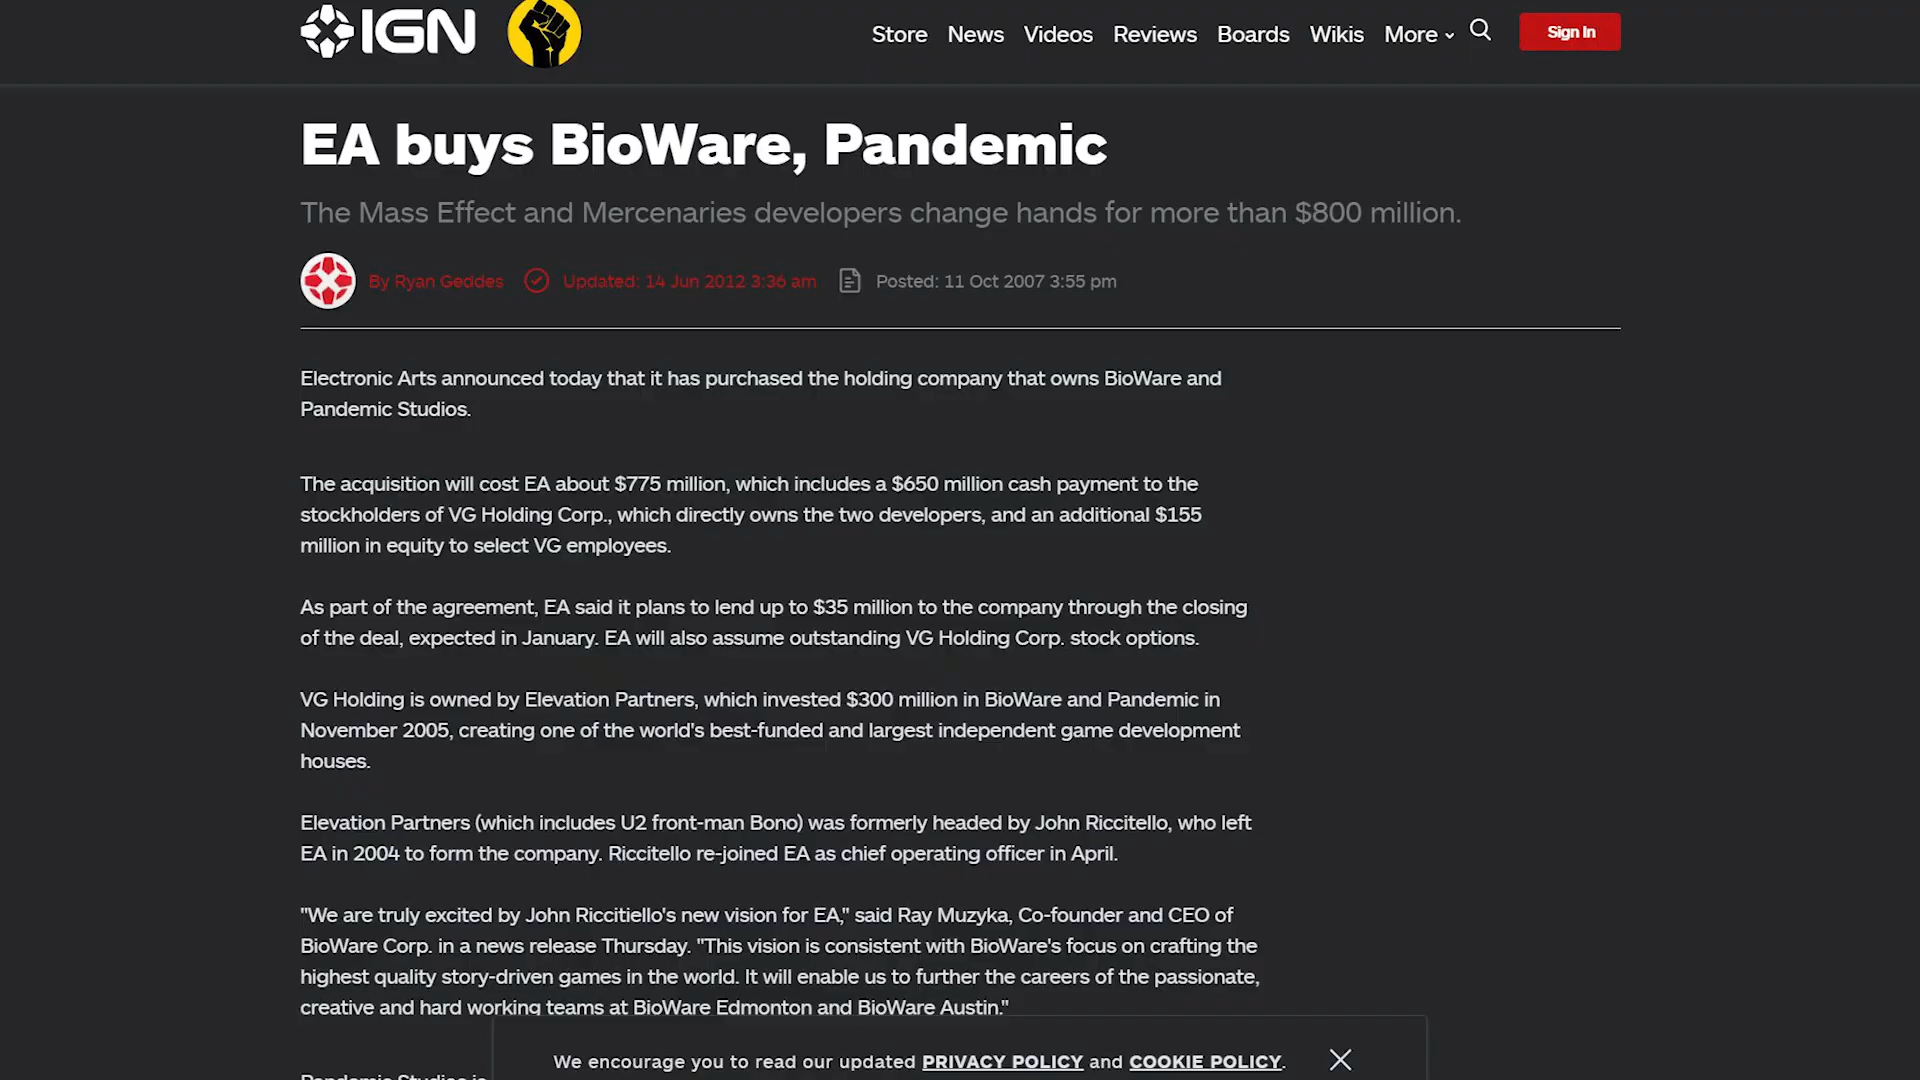 IGN
Store News Videos Reviews Boards Wikis More Sign In
EA buys BioWare, Pandemic
The Mass Effect and Mercenaries developers change hands for more than $800 million.
By Ryan Geddes Updated: 14 Jun 2012 3:36 am Posted: 11 Oct 2007 3:55 pm
Electronic Arts announced today that it has purchased the holding company that owns BioWare and
Pandemic Studios.
The acquisition will cost EA about $775 million, which includes a $650 million cash payment to the
stockholders of VG Holding Corp., which directly owns the two developers, and an additional $155
million in equity to select VG employees.
As part of the agreement, EA said it plans to lend up to $35 million to the company through the closing
of the deal, expected in January. EA will also assume outstanding VG Holding Corp. stock options.
VG Holding is owned by Elevation Partners, which invested $300 million in BioWare and Pandemic in
November 2005, creating one of the world's best-funded and largest independent game development
houses.
Elevation Partners (which includes U2 front-man Bono) was formerly headed by John Riccitello, who left
EA in 2004 to form the company. Riccitello re-joined EA as chief operating officer in April.
"We are truly excited by John Riccitiello's new vision for EA," said Ray Muzyka, Co-founder and CEO of
BioWare Corp. in a news release Thursday. "This vision is consistent with BioWare's focus on crafting the
highest quality story-driven games in the world. It will enable us to further the careers of the passionate,
creative and hard working teams at BioWare Edmonton and BioWare Austin."
We encourage you to read our updated PRIVACY POLICY and COOKIE POLICY.